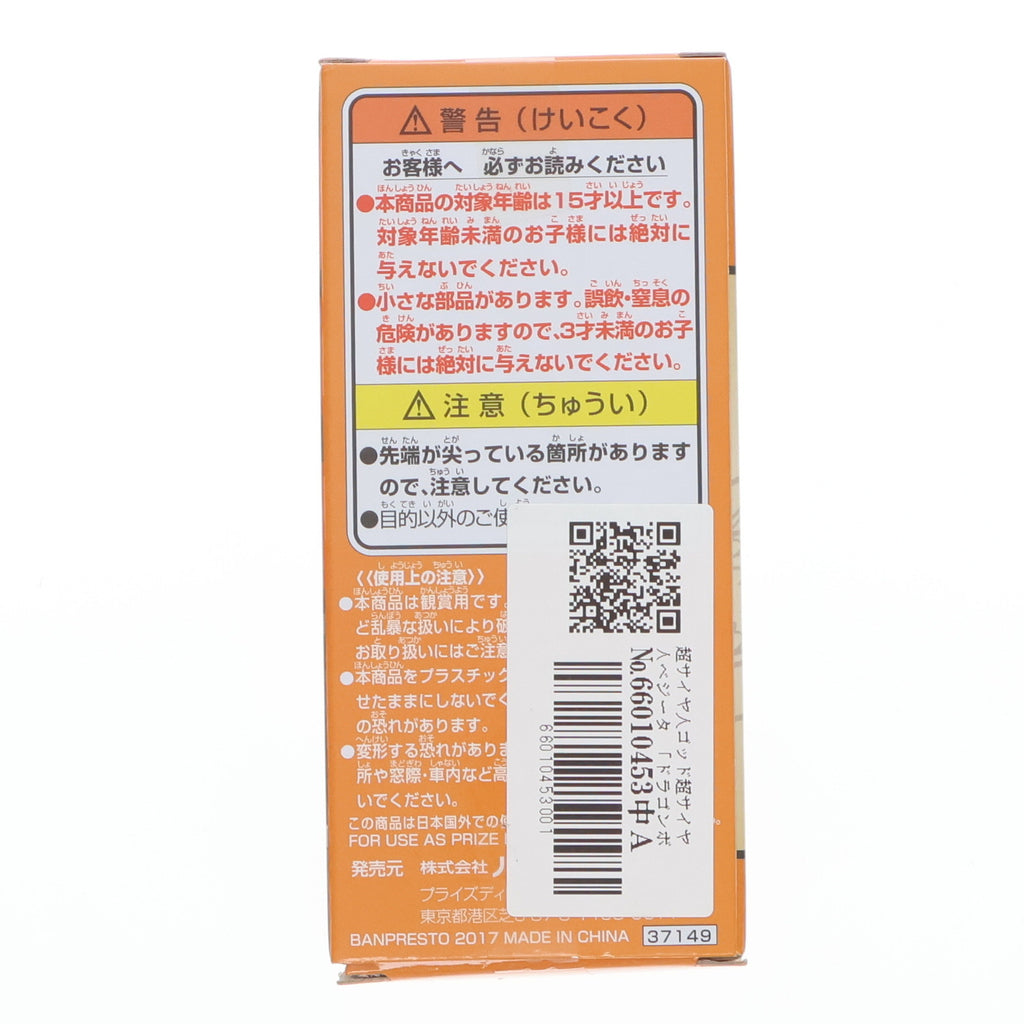 ⚠警告（けいこく）
お客様へ 必ずお読みください
●本商品の対象年齢は15才以上です。
対象年齢未満のお子様には絶対に
与えないでください。
●小さな部品があります。誤飲・窒息の
危険がありますので、3才未満のお子
様には絶対に与えないでください。
⚠注意（ちゅうい）
●先端が尖っている箇所があります
ので、注意してください。
●目的以外のご使
《使用上の注意》
●本商品は観賞用です。
ど乱暴な扱いにより破
お取り扱いにはご注意
●本商品をプラスチック
せたままにしないでく
の恐れがあります。
●変形する恐れがありま
所や窓際・車内など高
いでください。
この商品は日本国外での使
FOR USE AS PRIZE
発売元 株式会社
プライズディ
東京都港区芝
BANPRESTO 2017 MADE IN CHINA 37149
超サイヤ人ゴッド超サイヤ
人ベジータ 「ドラゴンボ
No.66010453中A
66010453001